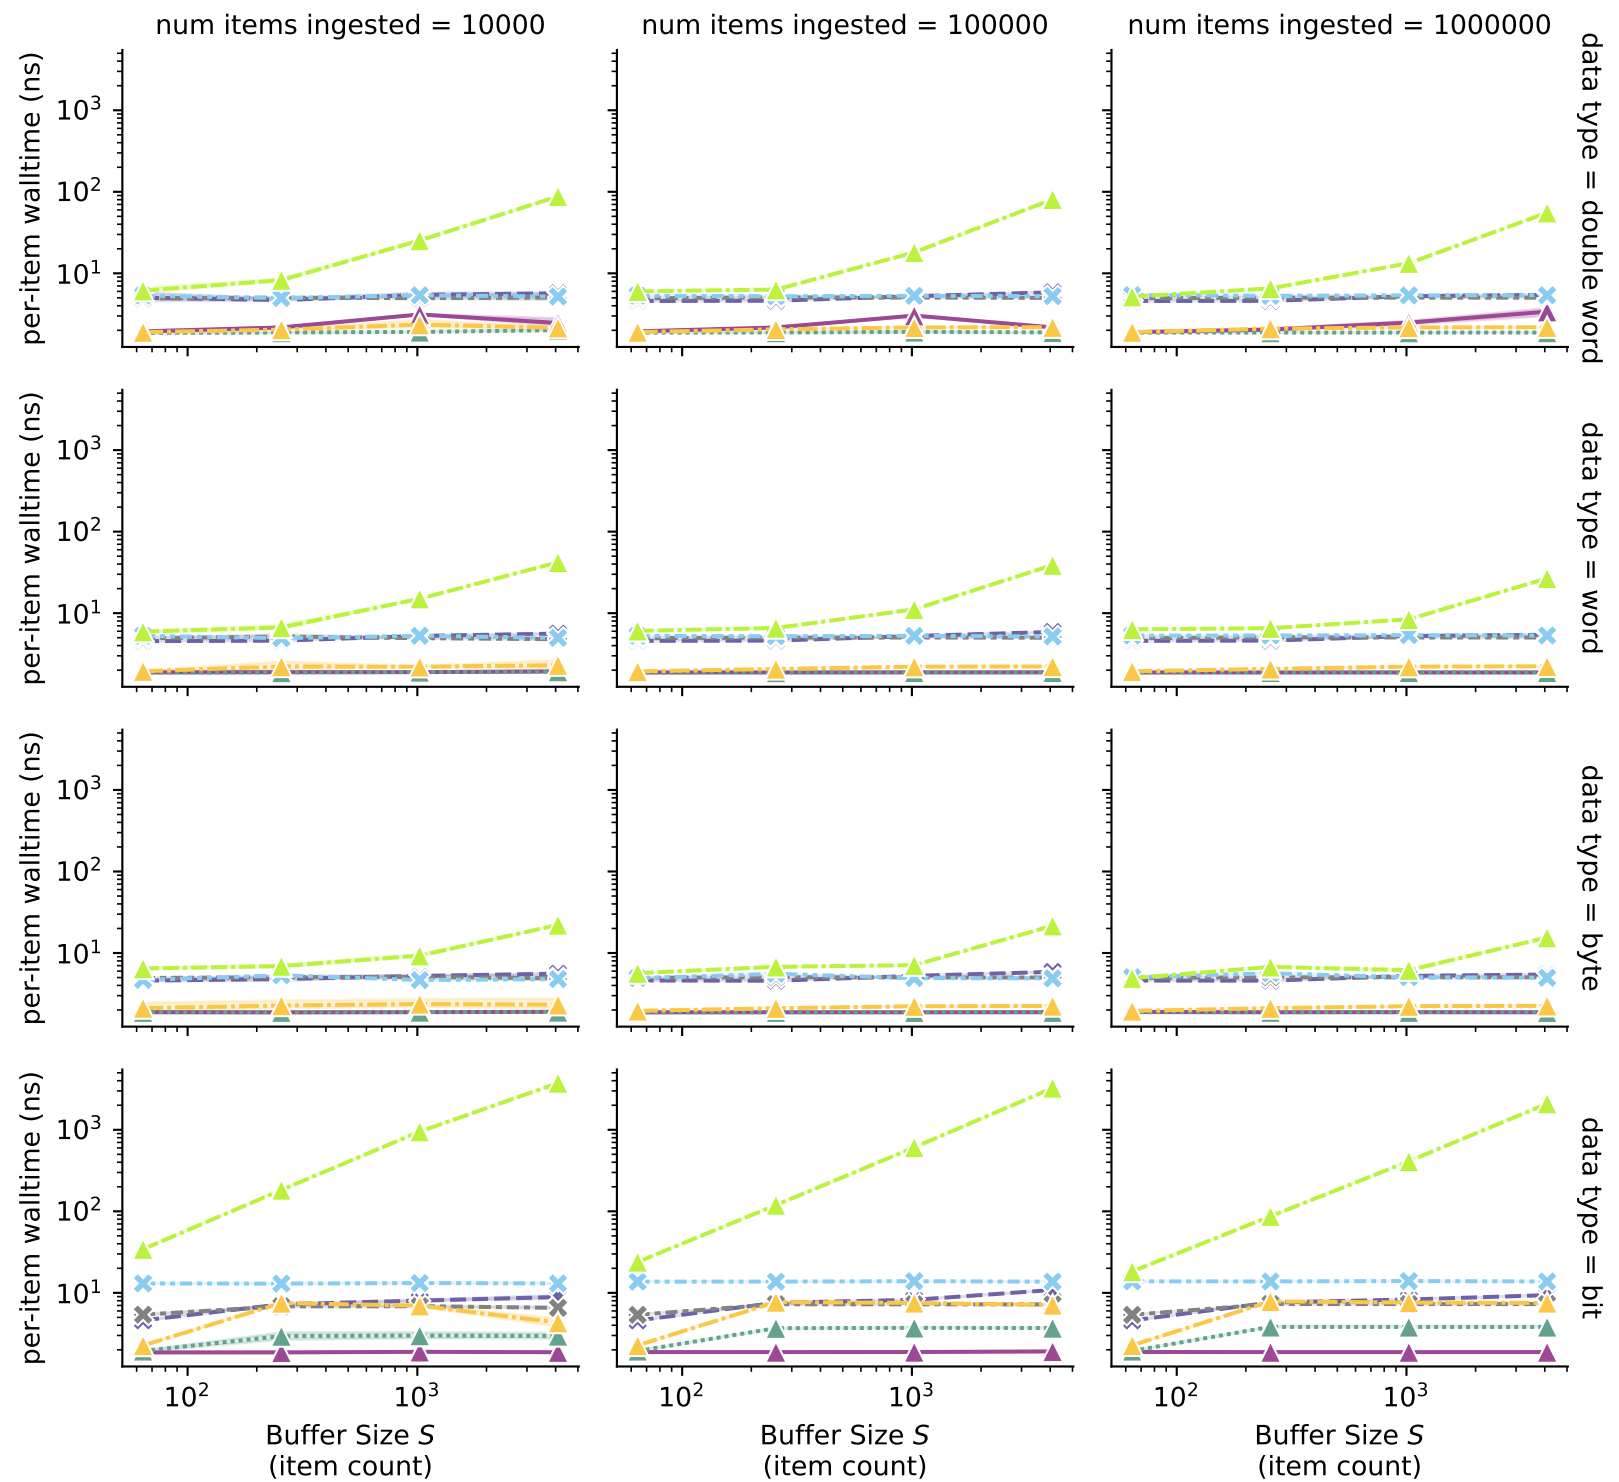 num items ingested = 10000
num items ingested = 100000
num items ingested = 1000000
per-item walltime (ns)
10³
10²
10¹
data type = double word
per-item walltime (ns)
10³
10²
10¹
data type = word
per-item walltime (ns)
10³
10²
10¹
data type = byte
per-item walltime (ns)
10³
10²
10¹
data type = bit
10² 10³
10² 10³
10² 10³
Buffer Size S
(item count)
Buffer Size S
(item count)
Buffer Size S
(item count)